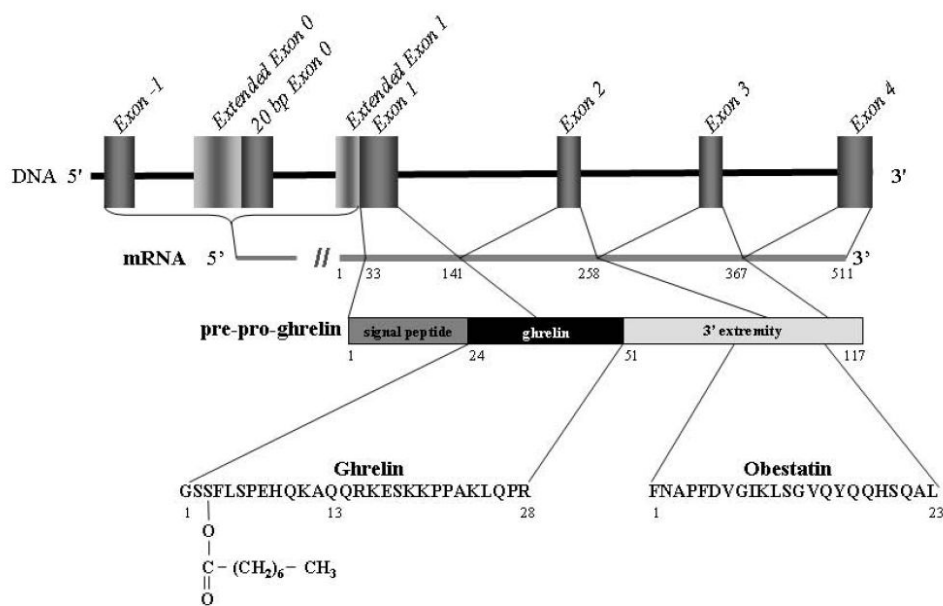 Exon -1
Extended Exon 0
20 bp Exon 0
Extended Exon 1
Exon 1
Exon 2
Exon 3
Exon 4
DNA 5' 3'
mRNA 5' // 3'
1 33 141 258 367 511
pre-pro-ghrelin signal peptide ghrelin 3' extremity
1 24 51 117
Ghrelin Obestatin
GSSFLSPEHQKAQQRKESKKPPAKLQPR FNAPFDVGIKLSGVQYQQHSQAL
1 13 28 1 23
O
C – (CH2)6 – CH3
O